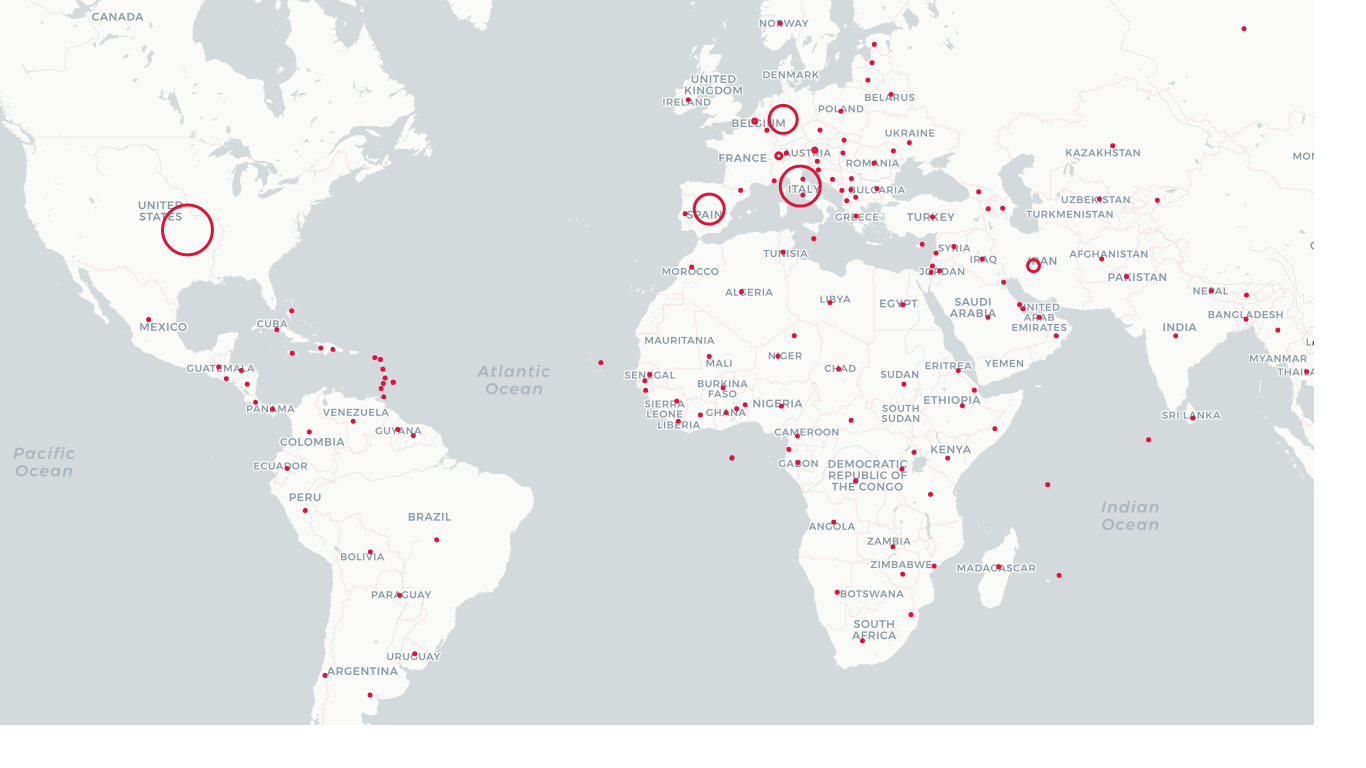 CANADA
NORWAY
UNITED
KINGDOM
DENMARK
IRELAND
BELARUS
POLAND
BELGIUM
UKRAINE
FRANCE
AUSTRIA
KAZAKHSTAN
ROMANIA
ITALY
BULGARIA
UNITED
STATES
SPAIN
GREECE
TURKEY
UZBEKISTAN
TURKMENISTAN
TUNISIA
SYRIA
IRAQ
IRAN
AFGHANISTAN
MOROCCO
JORDAN
PAKISTAN
ALGERIA
LIBYA
EGYPT
SAUDI
ARABIA
UNITED
ARAB
EMIRATES
NEPAL
BANGLADESH
MEXICO
CUBA
INDIA
MAURITANIA
MYANMAR
GUATEMALA
Atlantic
Ocean
MALI
NIGER
CHAD
SUDAN
ERITREA
YEMEN
SENEGAL
BURKINA
FASO
SIERRA
LEONE
LIBERIA
GHANA
NIGERIA
SOUTH
SUDAN
ETHIOPIA
SRI LANKA
PANAMA
VENEZUELA
GUYANA
COLOMBIA
CAMEROON
KENYA
Pacific
Ocean
ECUADOR
GABON
DEMOCRATIC
REPUBLIC OF
THE CONGO
PERU
BRAZIL
Indian
Ocean
ANGOLA
BOLIVIA
ZAMBIA
ZIMBABWE
MADAGASCAR
PARAGUAY
BOTSWANA
SOUTH
AFRICA
URUGUAY
ARGENTINA